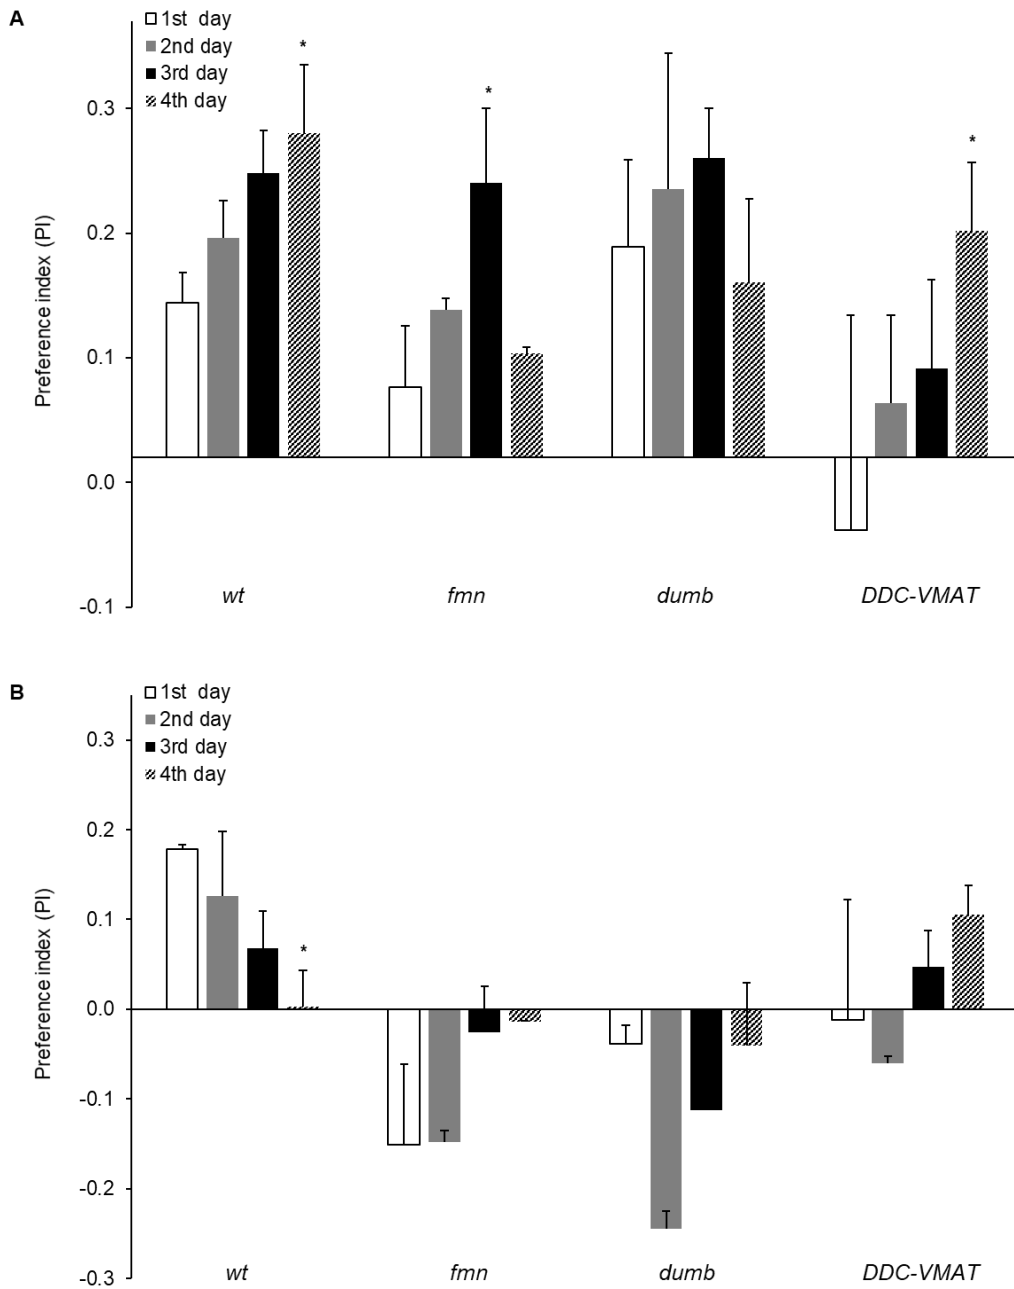 A
1st day
2nd day
3rd day
4th day
*
*
*
0.3
0.2
0.1
0.0
-0.1
Preference index (PI)
wt fmn dumb DDC-VMAT
B
1st day
2nd day
3rd day
4th day
*
0.3
0.2
0.1
0.0
-0.1
-0.2
-0.3
Preference index (PI)
wt fmn dumb DDC-VMAT